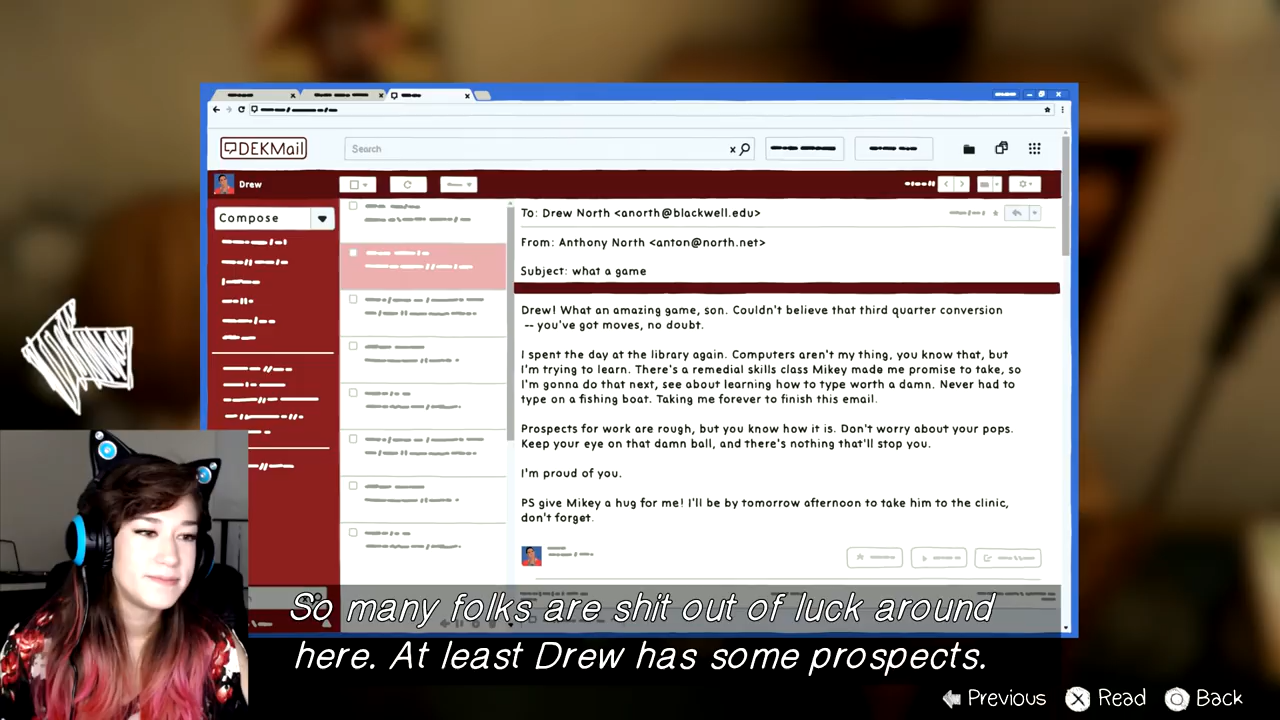 DEKMail
Search
Drew
Compose
To: Drew North <anorth@blackwell.edu>
From: Anthony North <anton@north.net>
Subject: what a game
Drew! What an amazing game, son. Couldn't believe that third quarter conversion
-- you've got moves, no doubt.
I spent the day at the library again. Computers aren't my thing, you know that, but
I'm trying to learn. There's a remedial skills class Mikey made me promise to take, so
I'm gonna do that next, see about learning how to type worth a damn. Never had to
type on a fishing boat. Taking me forever to finish this email.
Prospects for work are rough, but you know how it is. Don't worry about your pops.
Keep your eye on that damn ball, and there's nothing that'll stop you.
I'm proud of you.
PS give Mikey a hug for me! I'll be by tomorrow afternoon to take him to the clinic,
don't forget.
So many folks are shit out of luck around
here. At least Drew has some prospects.
Previous
Read
Back